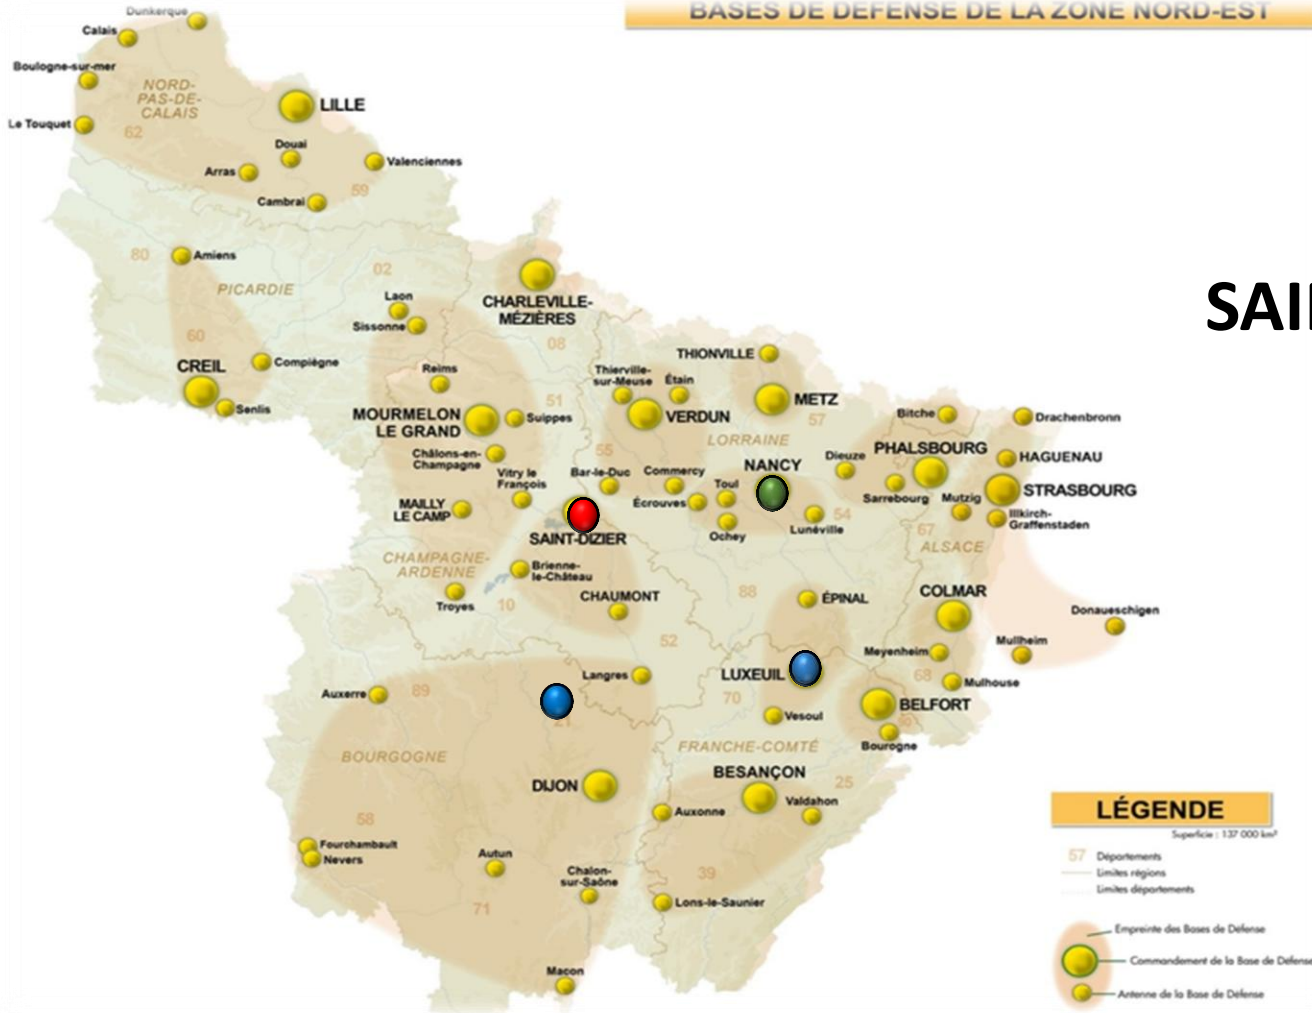 BASES DE DÉFENSE DE LA ZONE NORD-EST
Dunkerque
Calais
Boulogne-sur-mer
NORD-
PAS-DE-
CALAIS
LILLE
Le Touquet
62
Douai
Arras
Valenciennes
59
Cambrai
80
Amiens
02
PICARDIE
Laon
Sissonne
CHARLEVILLE-
MÉZIÈRES
08
60
CREIL
Compiègne
Senlis
Reims
MOURMELON
LE GRAND
Suippes
51
Châlons-en-
Champagne
Vitry le
François
MAILLY
LE CAMP
Thierville-
sur-Meuse
Étain
VERDUN
55
THIONVILLE
METZ
57
LORRAINE
Bar-le-Duc
Commercy
Écrouves
Toul
NANCY
Ochey
Lunéville
54
Dieuze
Bitche
PHALSBOURG
Sarrebourg
Mutzig
Drachenbronn
HAGUENAU
STRASBOURG
Illkirch-
Graffenstaden
67
ALSACE
SAI
SAINT-DIZIER
CHAMPAGNE-
ARDENNE
Brienne-
le-Château
Troyes
10
CHAUMONT
52
88
ÉPINAL
COLMAR
Donaueschigen
Mullheim
Meyenheim
68
Mulhouse
Langres
LUXEUIL
70
Vesoul
BELFORT
Bourogne
Auxerre
89
21
BOURGOGNE
FRANCHE-COMTÉ
DIJON
BESANÇON
25
Valdahon
Auxonne
58
Fourchambault
Nevers
Autun
Chalon-
sur-Saône
71
39
Lons-le-Saunier
Macon
LÉGENDE
Superficie : 137 000 km²
57 Départements
Limites régions
Limites départements
Empreinte des Bases de Défense
Commandement de la Base de Défense
Antenne de la Base de Défense